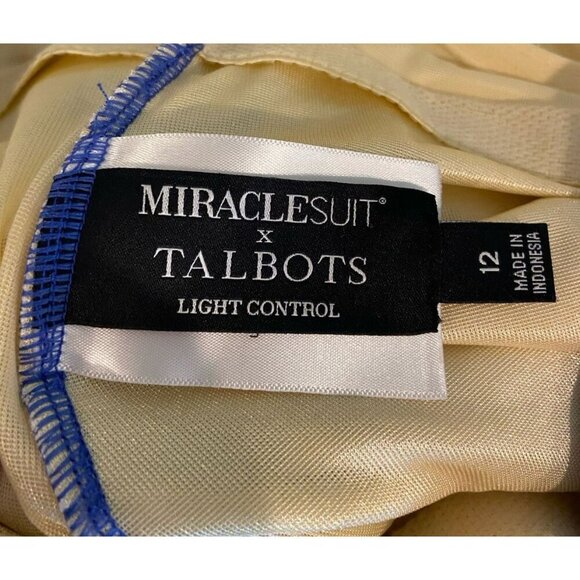 MIRACLESUIT®
X
TALBOTS
LIGHT CONTROL
12
MADE IN
INDONESIA